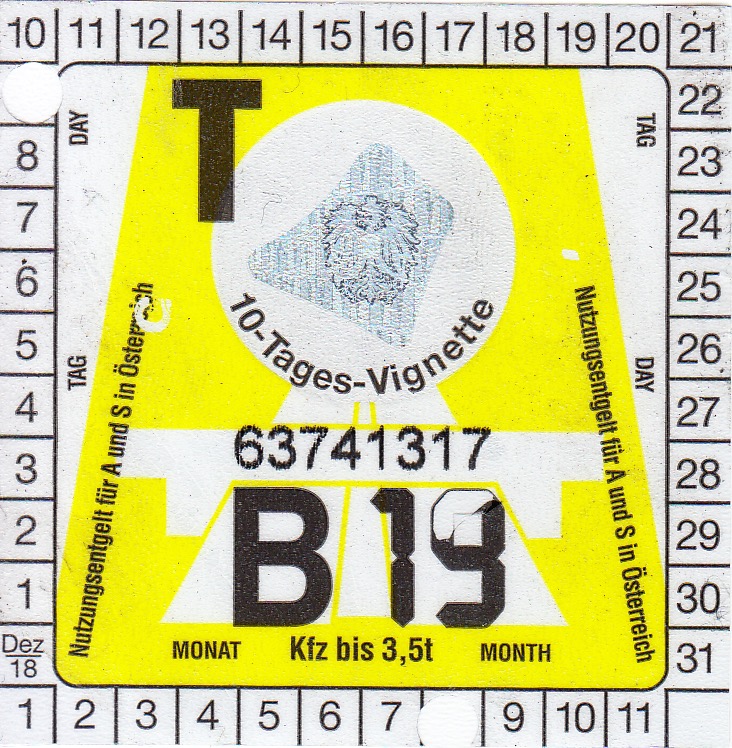 10 11 12 13 14 15 16 17 18 19 20 21
22
23
24
25
26
27
28
29
30
31
8
7
6
5
4
3
2
1
Dez
18
1 2 3 4 5 6 7 9 10 11
DAY
TAG
TAG
DAY
T
10-Tages-Vignette
Nutzungsentgelt für A und S in Österreich
Nutzungsentgelt für A und S in Österreich
63741317
B 19
MONAT Kfz bis 3,5t MONTH